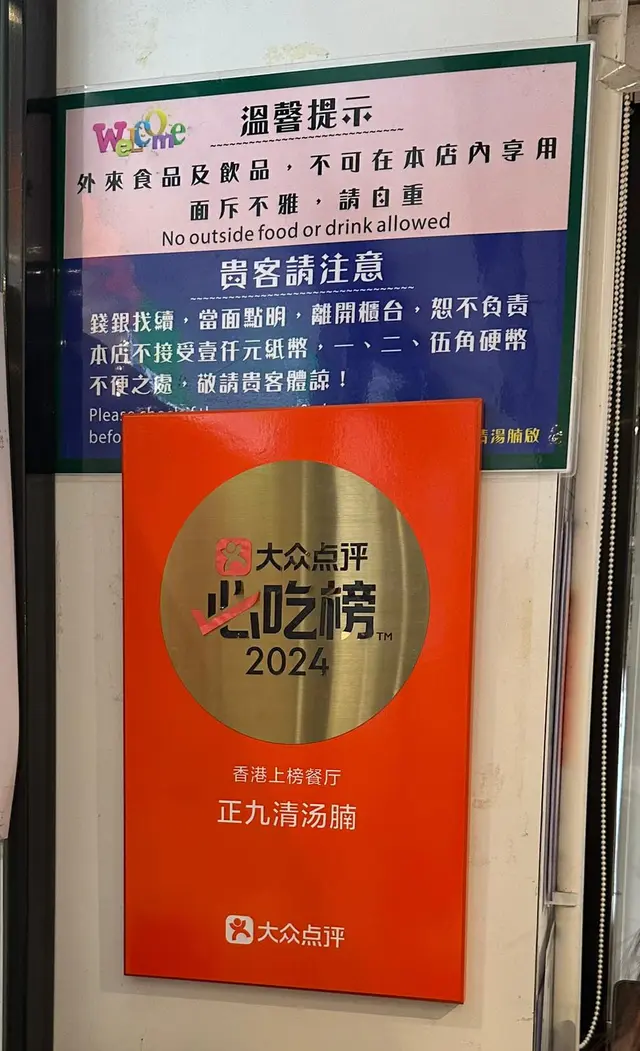 Welcome
溫馨提示
外來食品及飲品，不可在本店內享用
面斥不雅，請自重
No outside food or drink allowed
貴客請注意
錢銀找續，當面點明，離開櫃台，恕不負責
本店不接受壹仟元紙幣，一、二、伍角硬幣
不便之處，敬請貴客體諒！
Please
befo
清湯腩啟
大众点评
必吃榜™
2024
香港上榜餐厅
正九清汤腩
大众点评